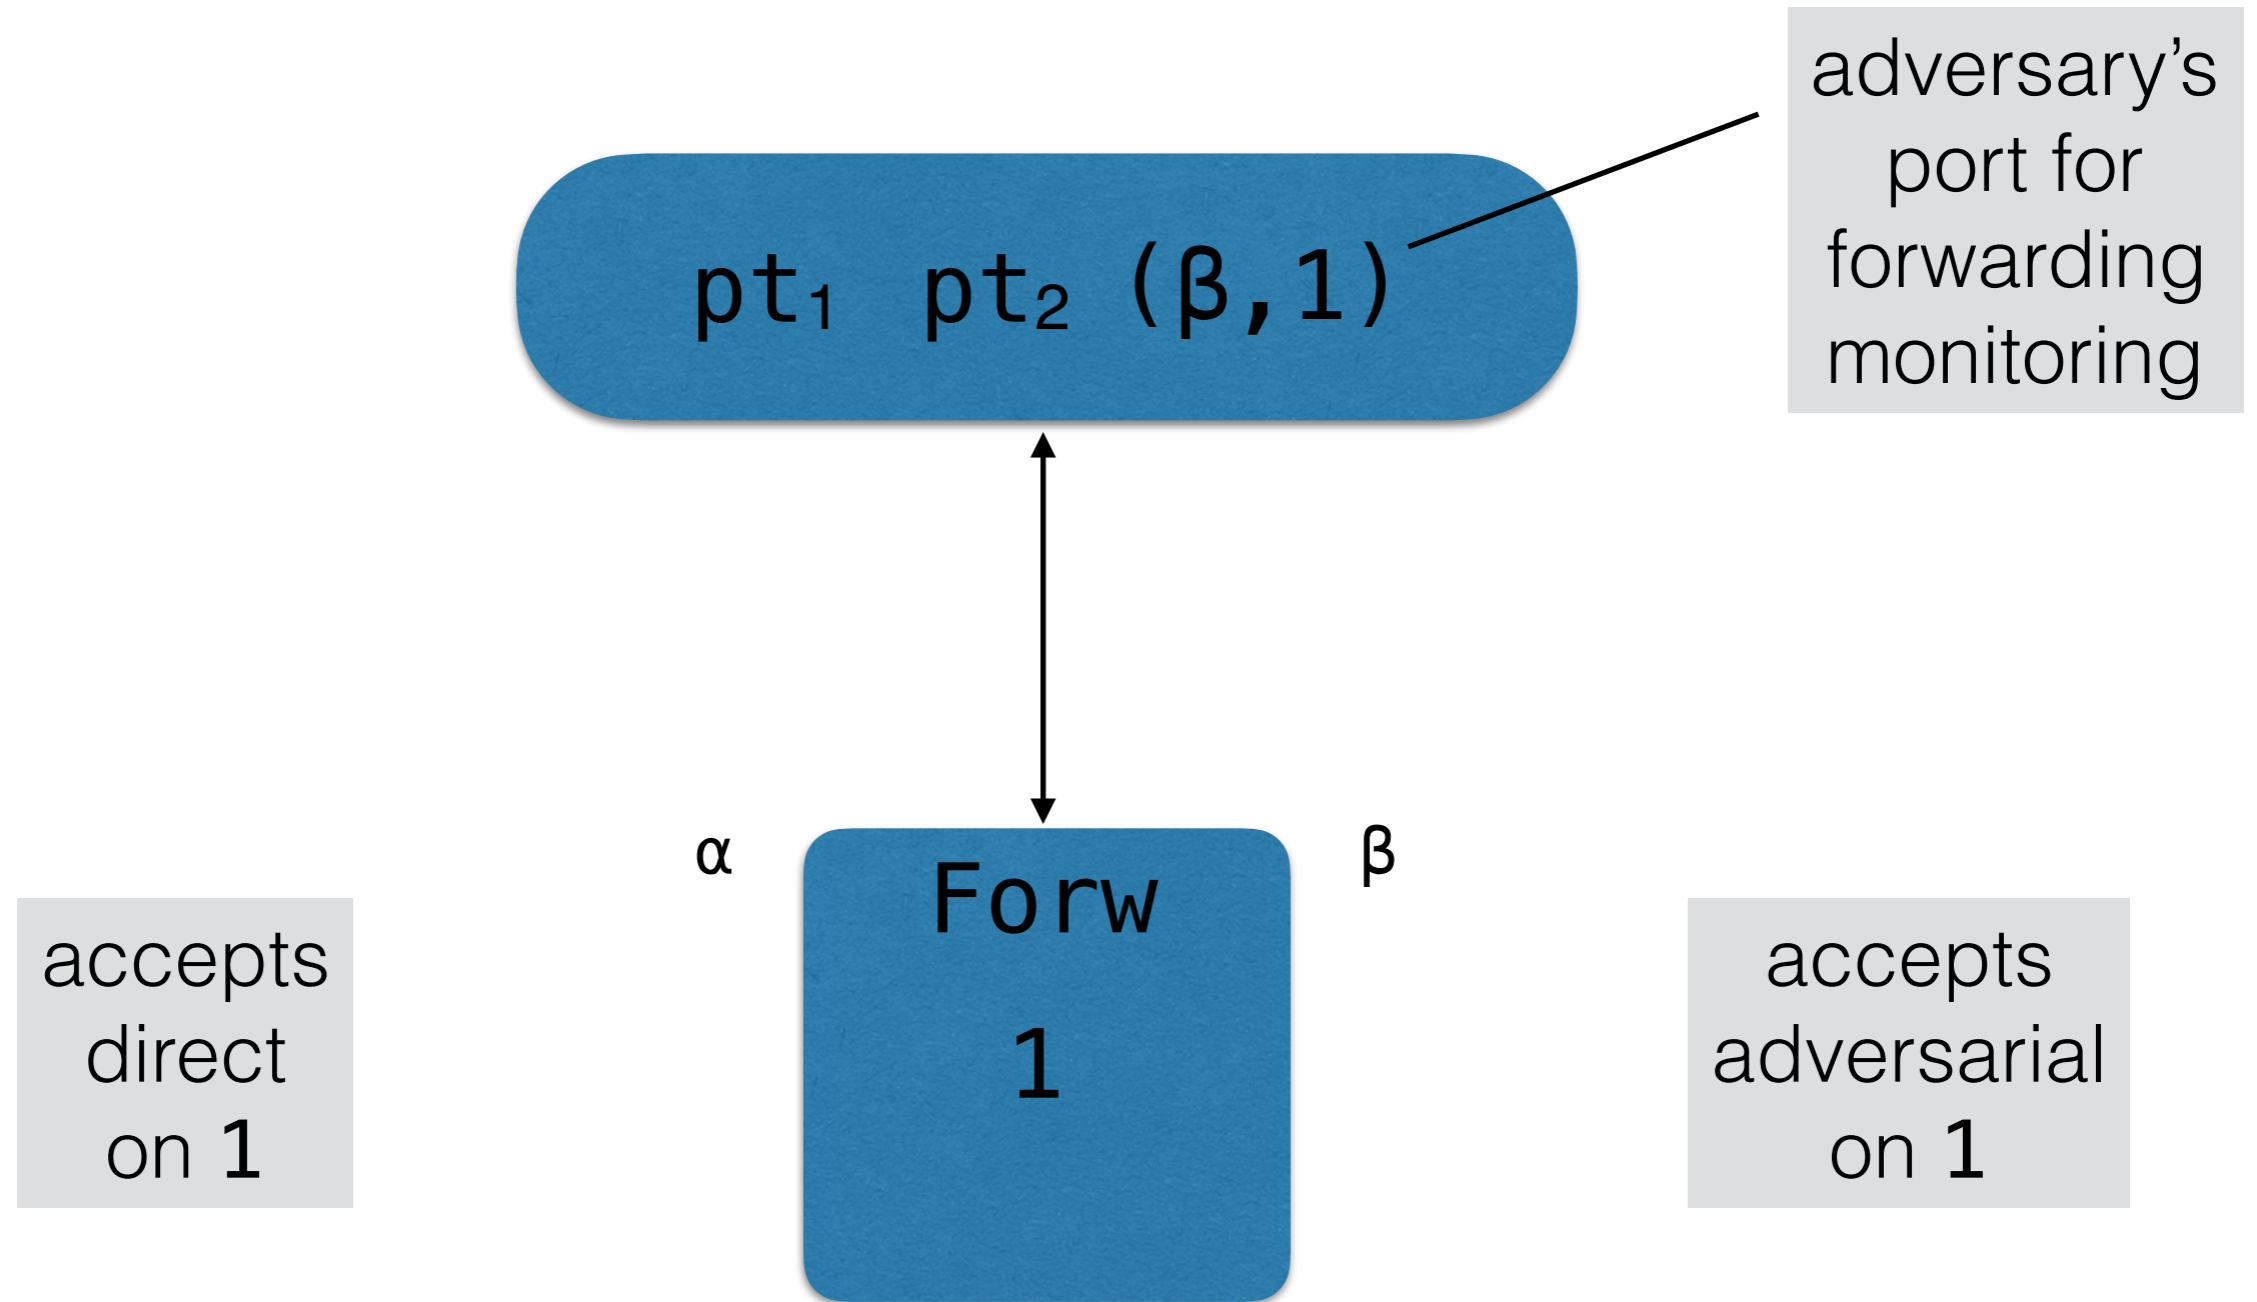 adversary’s
port for
forwarding
monitoring
pt₁ pt₂ (β,1)
α
β
Forw
1
accepts
direct
on 1
accepts
adversarial
on 1